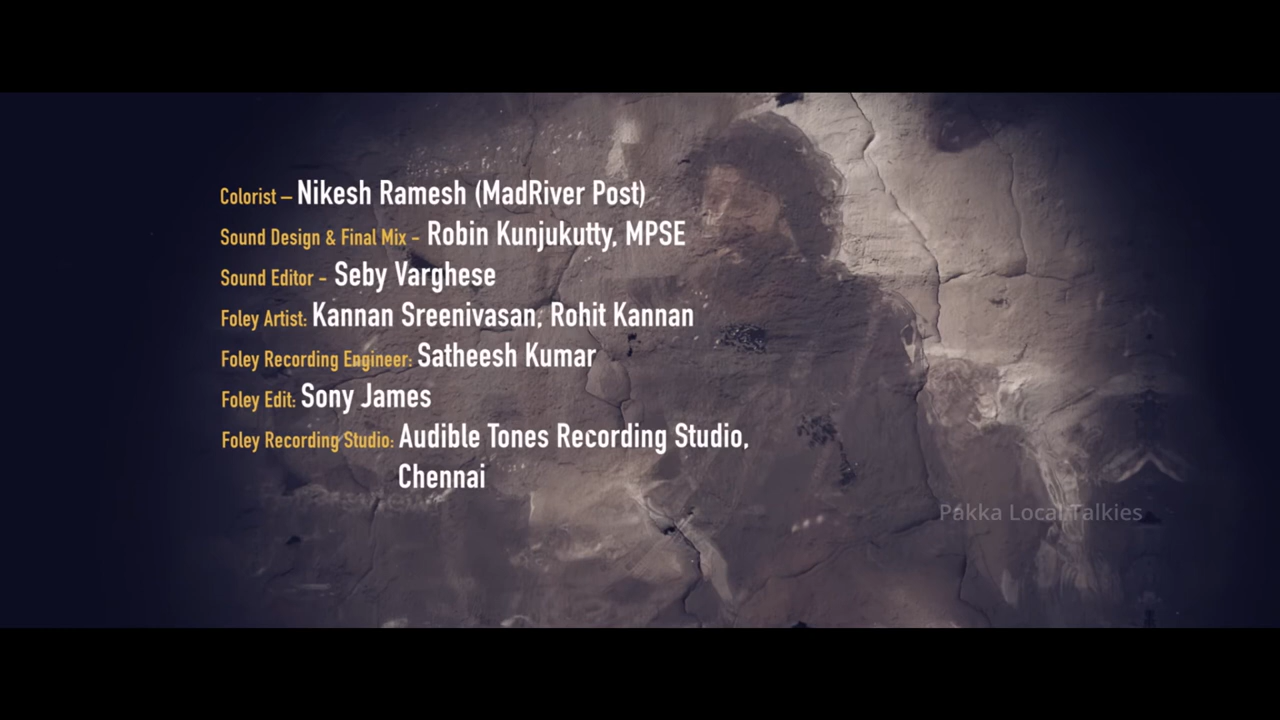 Colorist – Nikesh Ramesh (MadRiver Post)
Sound Design & Final Mix - Robin Kunjukutty, MPSE
Sound Editor - Seby Varghese
Foley Artist: Kannan Sreenivasan, Rohit Kannan
Foley Recording Engineer: Satheesh Kumar
Foley Edit: Sony James
Foley Recording Studio: Audible Tones Recording Studio,
Chennai
Pakka Local Talkies